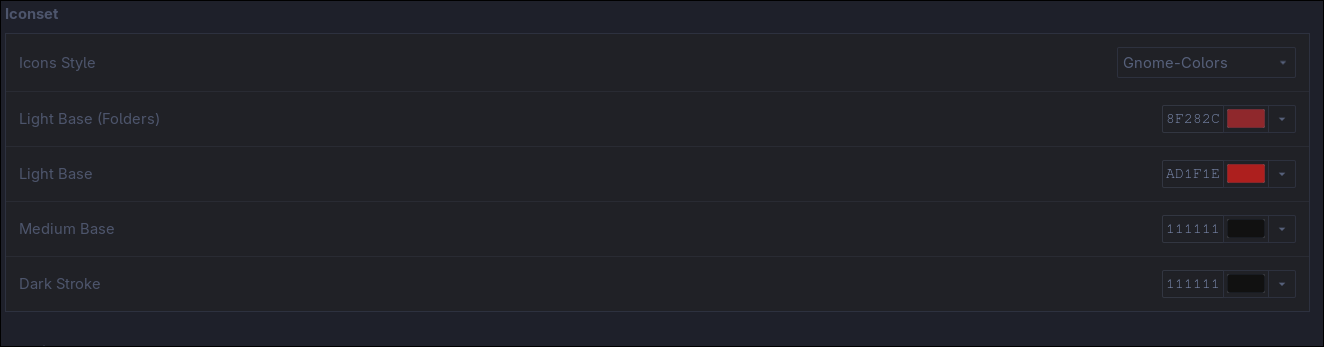 Iconset
Icons Style Gnome-Colors
Light Base (Folders) 8F282C
Light Base AD1F1E
Medium Base 111111
Dark Stroke 111111